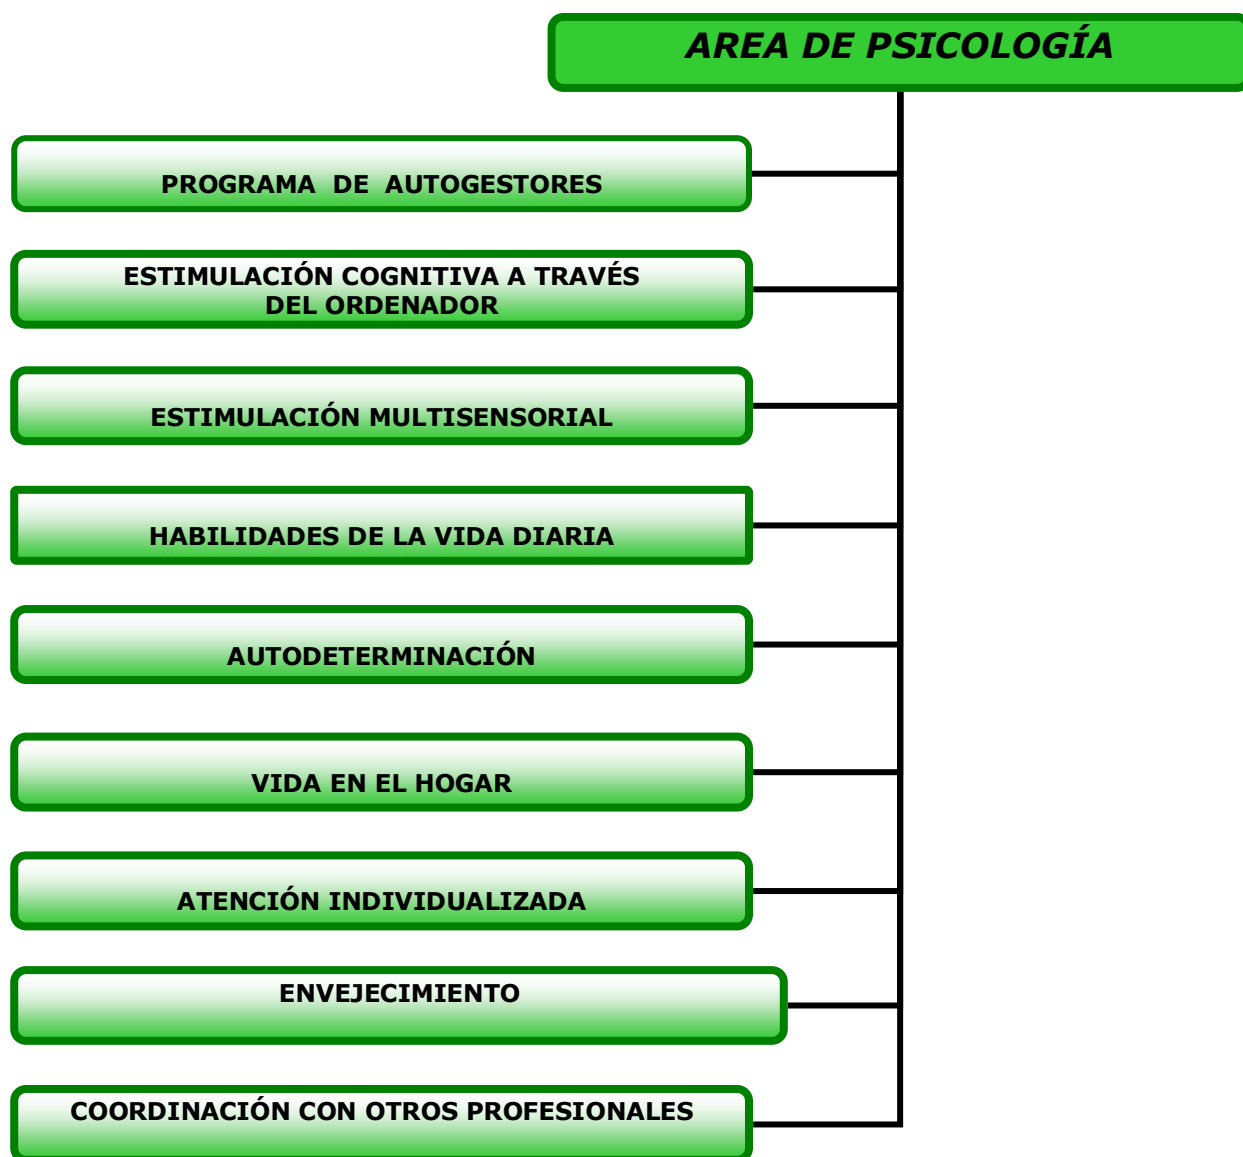 AREA DE PSICOLOGÍA
PROGRAMA DE AUTOGESTORES
ESTIMULACIÓN COGNITIVA A TRAVÉS
DEL ORDENADOR
ESTIMULACIÓN MULTISENSORIAL
HABILIDADES DE LA VIDA DIARIA
AUTODETERMINACIÓN
VIDA EN EL HOGAR
ATENCIÓN INDIVIDUALIZADA
ENVEJECIMIENTO
COORDINACIÓN CON OTROS PROFESIONALES